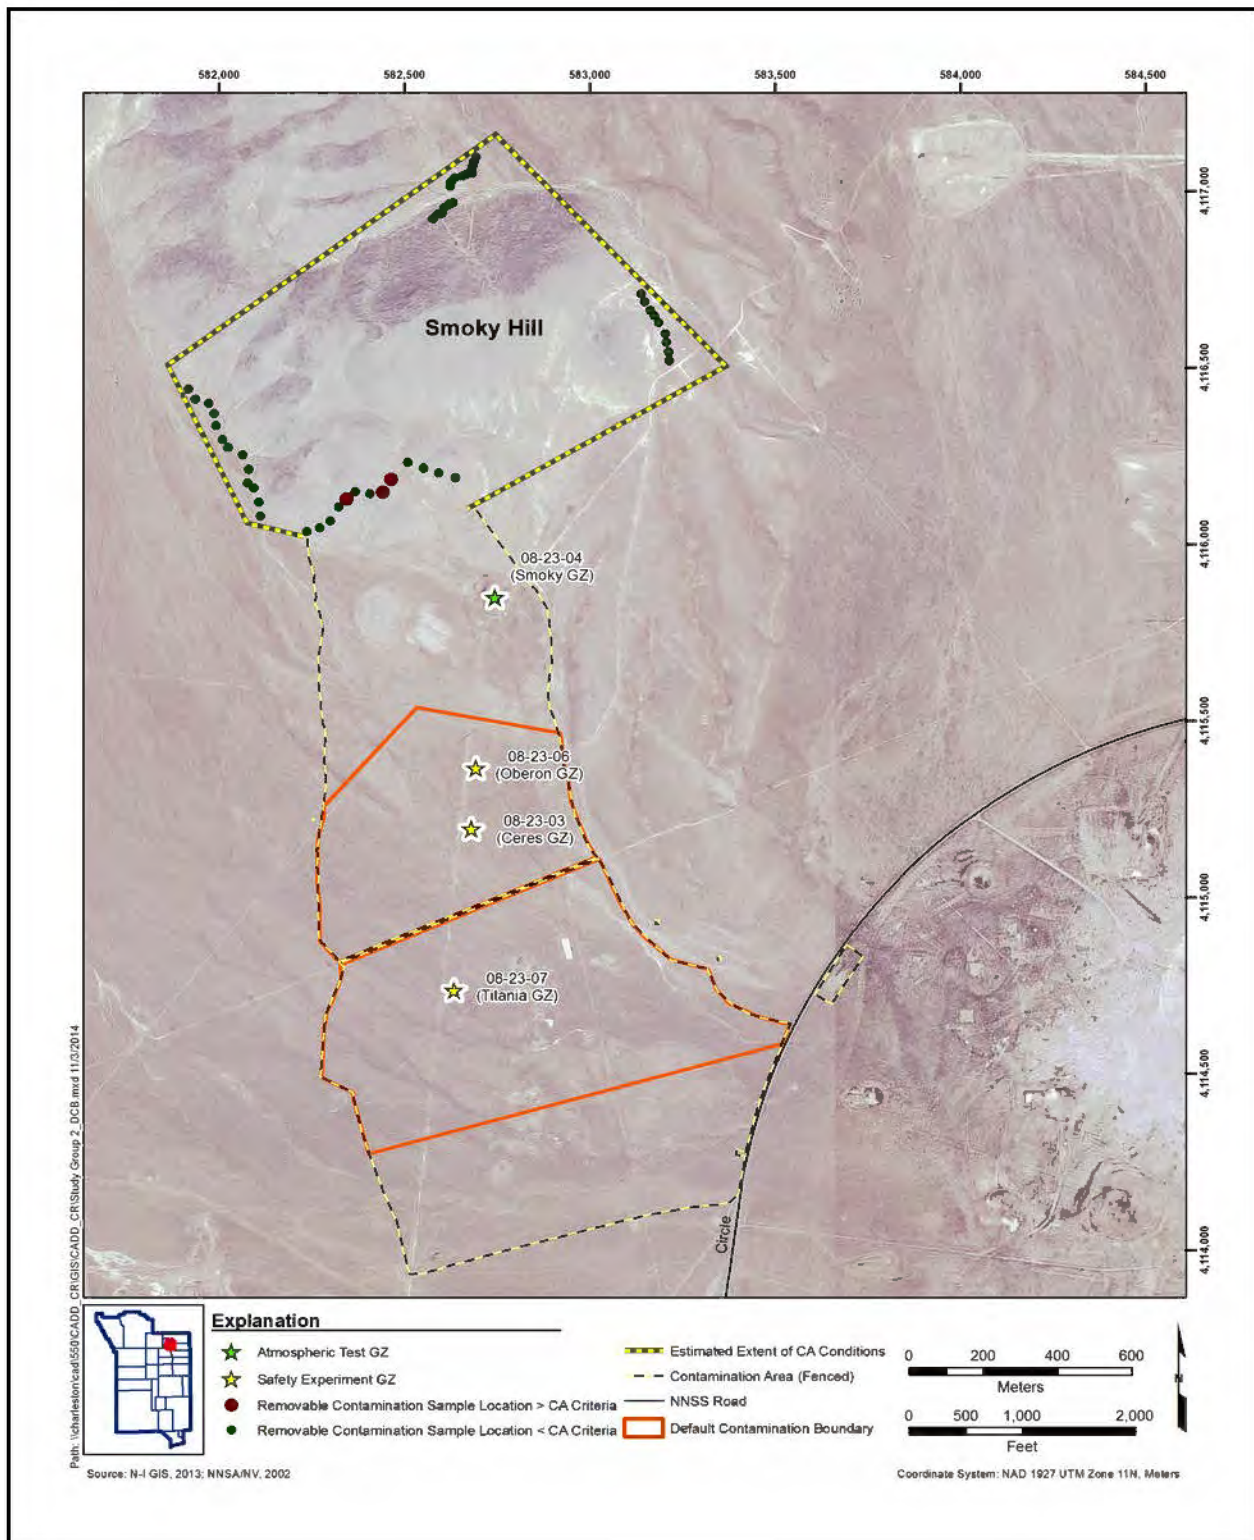 582,000
582,500
583,000
583,500
584,000
584,500
4,117,000
Smoky Hill
4,116,500
4,116,000
08-23-04
(Smoky GZ)
4,115,500
08-23-06
(Oberon GZ)
08-23-03
(Ceres GZ)
4,115,000
08-23-07
(Titania GZ)
4,114,500
4,114,000
Circle
Path: \\charleston\cad\550\CADD_CR\GIS\CADD_CR\Study Group 2_DCB.mxd 11/3/2014
Explanation
Atmospheric Test GZ
Safety Experiment GZ
Removable Contamination Sample Location > CA Criteria
Removable Contamination Sample Location < CA Criteria
Estimated Extent of CA Conditions
Contamination Area (Fenced)
NNSS Road
Default Contamination Boundary
0 200 400 600
Meters
0 500 1,000 2,000
Feet
N
Source: N-I GIS, 2013; NNSA/NV, 2002
Coordinate System: NAD 1927 UTM Zone 11N, Meters